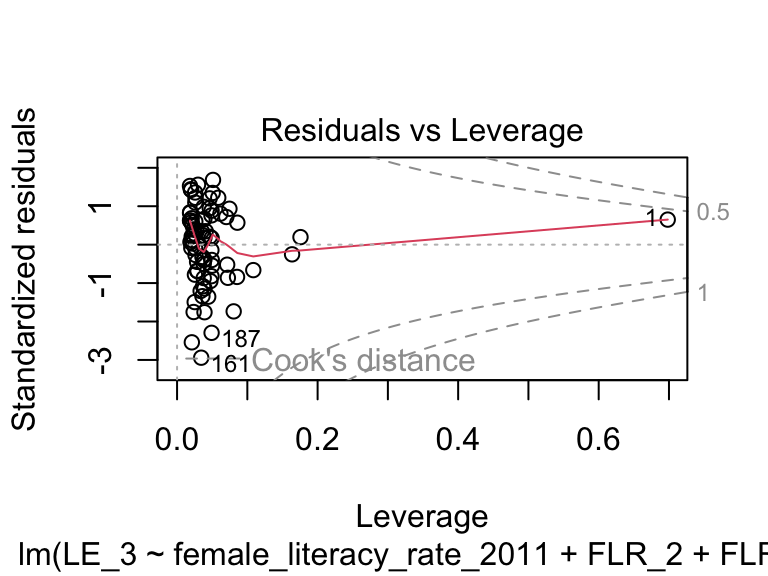 Residuals vs Leverage
Standardized residuals
1
-1
-3
1
0.5
1
187
161
Cook's distance
0.0 0.2 0.4 0.6
Leverage
lm(LE_3 ~ female_literacy_rate_2011 + FLR_2 + FLR